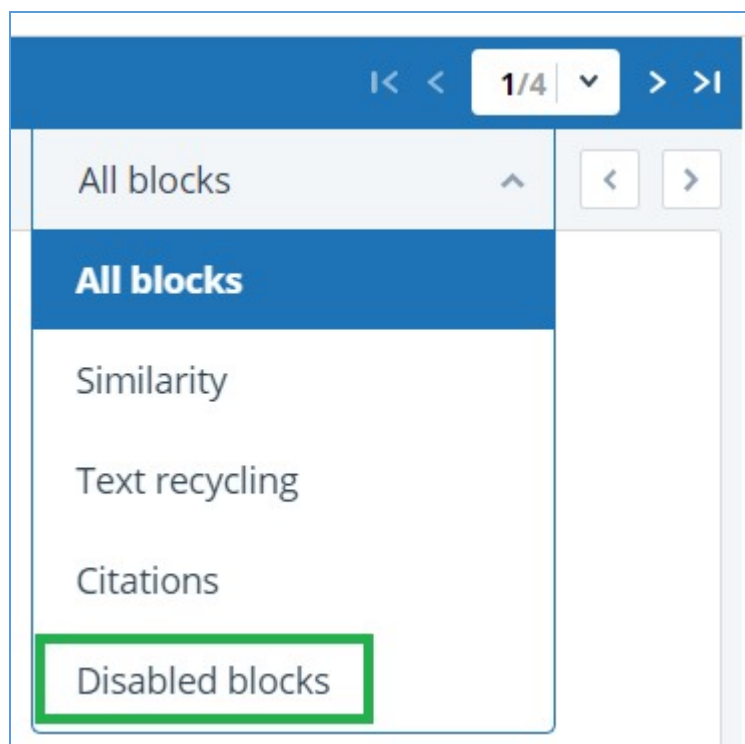 1/4
All blocks
All blocks
Similarity
Text recycling
Citations
Disabled blocks